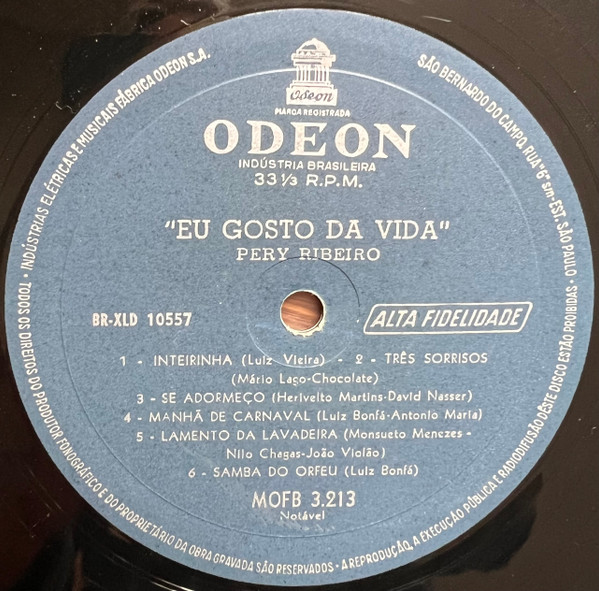 Odeon
MARCA REGISTRADA
ODEON
INDÚSTRIA BRASILEIRA
33 1/3 R.P.M.
"EU GOSTO DA VIDA"
PERY RIBEIRO
BR-XLD 10557
ALTA FIDELIDADE
1 - INTEIRINHA (Luiz Vieira) - 2 - TRÊS SORRISOS
(Mário Lago-Chocolate)
3 - SE ADORMEÇO (Herivelto Martins-David Nasser)
4 - MANHÃ DE CARNAVAL (Luiz Bonfá-Antonio Maria)
5 - LAMENTO DA LAVADEIRA (Monsueto Menezes -
Nilo Chagas-João Violão)
6 - SAMBA DO ORFEU (Luiz Bonfá)
MOFB 3.213
Notável
INDÚSTRIAS ELÉTRICAS E MUSICAIS FÁBRICA ODEON S.A.
SÃO BERNARDO DO CAMPO, RUA "6" sm-EST. SÃO PAULO
• TODOS OS DIREITOS DO PRODUTOR FONOGRÁFICO E DO PROPRIETÁRIO DA OBRA GRAVADA SÃO RESERVADOS • A REPRODUÇÃO, A EXECUÇÃO PÚBLICA E RADIODIFUSÃO DÊSTE DISCO ESTÃO PROIBIDAS •